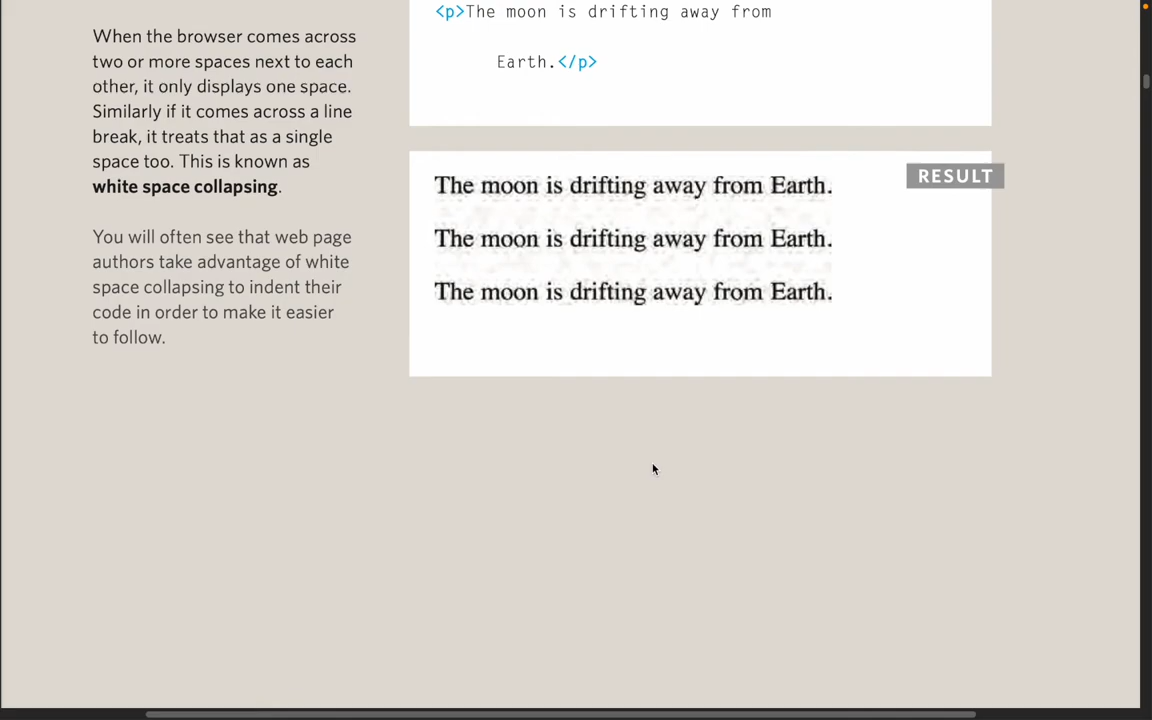 <p>The moon is drifting away from
Earth.</p>
When the browser comes across
two or more spaces next to each
other, it only displays one space.
Similarly if it comes across a line
break, it treats that as a single
space too. This is known as
white space collapsing.
You will often see that web page
authors take advantage of white
space collapsing to indent their
code in order to make it easier
to follow.
RESULT
The moon is drifting away from Earth.
The moon is drifting away from Earth.
The moon is drifting away from Earth.